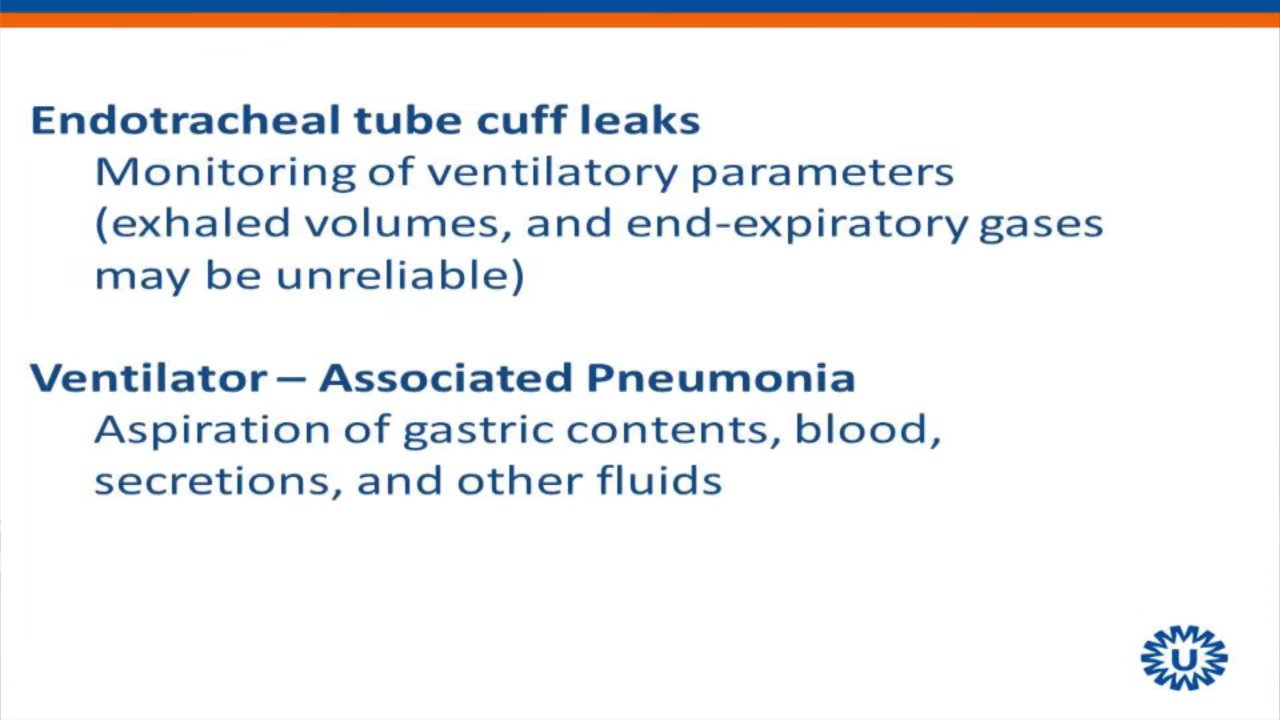 Endotracheal tube cuff leaks
Monitoring of ventilatory parameters
(exhaled volumes, and end-expiratory gases
may be unreliable)
Ventilator – Associated Pneumonia
Aspiration of gastric contents, blood,
secretions, and other fluids
U